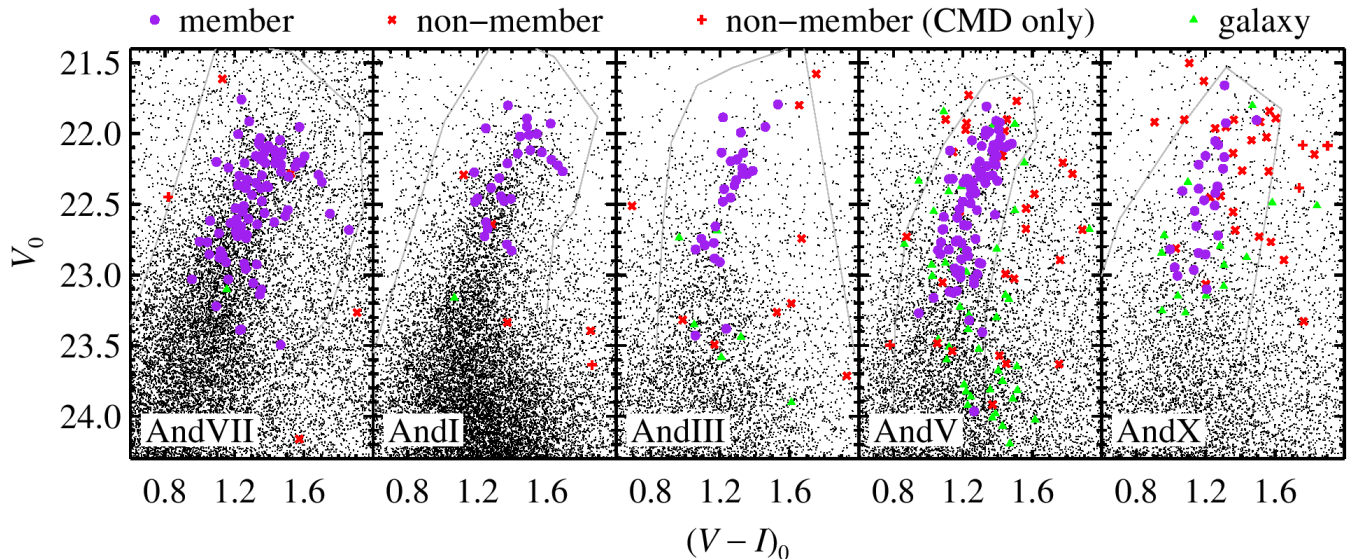 member non−member non−member (CMD only) galaxy
21.5
22.0
22.5
23.0
23.5
24.0
V₀
AndVII AndI AndIII AndV AndX
0.8 1.2 1.6 0.8 1.2 1.6 0.8 1.2 1.6 0.8 1.2 1.6 0.8 1.2 1.6
(V − I)₀